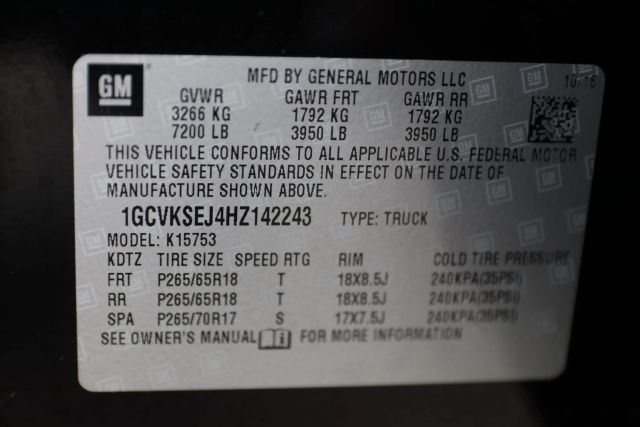 GM
MFD BY GENERAL MOTORS LLC 10/16
GVWR GAWR FRT GAWR RR
3266 KG 1792 KG 1792 KG
7200 LB 3950 LB 3950 LB
THIS VEHICLE CONFORMS TO ALL APPLICABLE U.S. FEDERAL MOTOR
VEHICLE SAFETY STANDARDS IN EFFECT ON THE DATE OF
MANUFACTURE SHOWN ABOVE.
1GCVKSEJ4HZ142243 TYPE: TRUCK
MODEL: K15753
KDTZ TIRE SIZE SPEED RTG RIM COLD TIRE PRESSURE
FRT P265/65R18 T 18X8.5J 240KPA(35PSI)
RR P265/65R18 T 18X8.5J 240KPA(35PSI)
SPA P265/70R17 S 17X7.5J 240KPA(35PSI)
SEE OWNER'S MANUAL FOR MORE INFORMATION